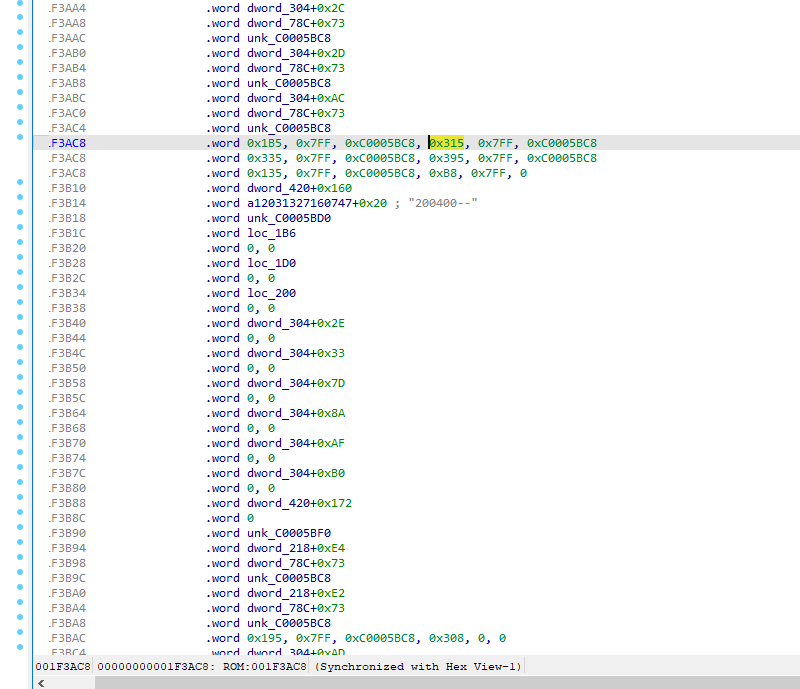 .F3AA4 .word dword_304+0x2C
.F3AA8 .word dword_78C+0x73
.F3AAC .word unk_C0005BC8
.F3AB0 .word dword_304+0x2D
.F3AB4 .word dword_78C+0x73
.F3AB8 .word unk_C0005BC8
.F3ABC .word dword_304+0xAC
.F3AC0 .word dword_78C+0x73
.F3AC4 .word unk_C0005BC8
.F3AC8 .word 0x1B5, 0x7FF, 0xC0005BC8, 0x315, 0x7FF, 0xC0005BC8
.F3AC8 .word 0x335, 0x7FF, 0xC0005BC8, 0x395, 0x7FF, 0xC0005BC8
.F3AC8 .word 0x135, 0x7FF, 0xC0005BC8, 0xB8, 0x7FF, 0
.F3B10 .word dword_420+0x160
.F3B14 .word a12031327160747+0x20 ; "200400--"
.F3B18 .word unk_C0005BD0
.F3B1C .word loc_1B6
.F3B20 .word 0, 0
.F3B28 .word loc_1D0
.F3B2C .word 0, 0
.F3B34 .word loc_200
.F3B38 .word 0, 0
.F3B40 .word dword_304+0x2E
.F3B44 .word 0, 0
.F3B4C .word dword_304+0x33
.F3B50 .word 0, 0
.F3B58 .word dword_304+0x7D
.F3B5C .word 0, 0
.F3B64 .word dword_304+0x8A
.F3B68 .word 0, 0
.F3B70 .word dword_304+0xAF
.F3B74 .word 0, 0
.F3B7C .word dword_304+0xB0
.F3B80 .word 0, 0
.F3B88 .word dword_420+0x172
.F3B8C .word 0
.F3B90 .word unk_C0005BF0
.F3B94 .word dword_218+0xE4
.F3B98 .word dword_78C+0x73
.F3B9C .word unk_C0005BC8
.F3BA0 .word dword_218+0xE2
.F3BA4 .word dword_78C+0x73
.F3BA8 .word unk_C0005BC8
.F3BAC .word 0x195, 0x7FF, 0xC0005BC8, 0x308, 0, 0
.F3BC4 .word dword_304+0xAD
001F3AC8 00000000001F3AC8: ROM:001F3AC8 (Synchronized with Hex View-1)